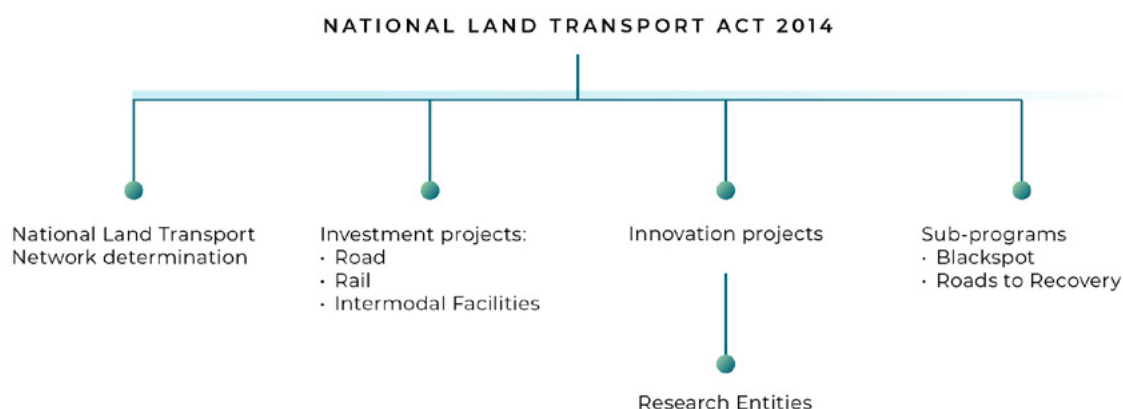 NATIONAL LAND TRANSPORT ACT 2014
National Land Transport
Network determination
Investment projects:
· Road
· Rail
· Intermodal Facilities
Innovation projects
Research Entities
Sub-programs
· Blackspot
· Roads to Recovery